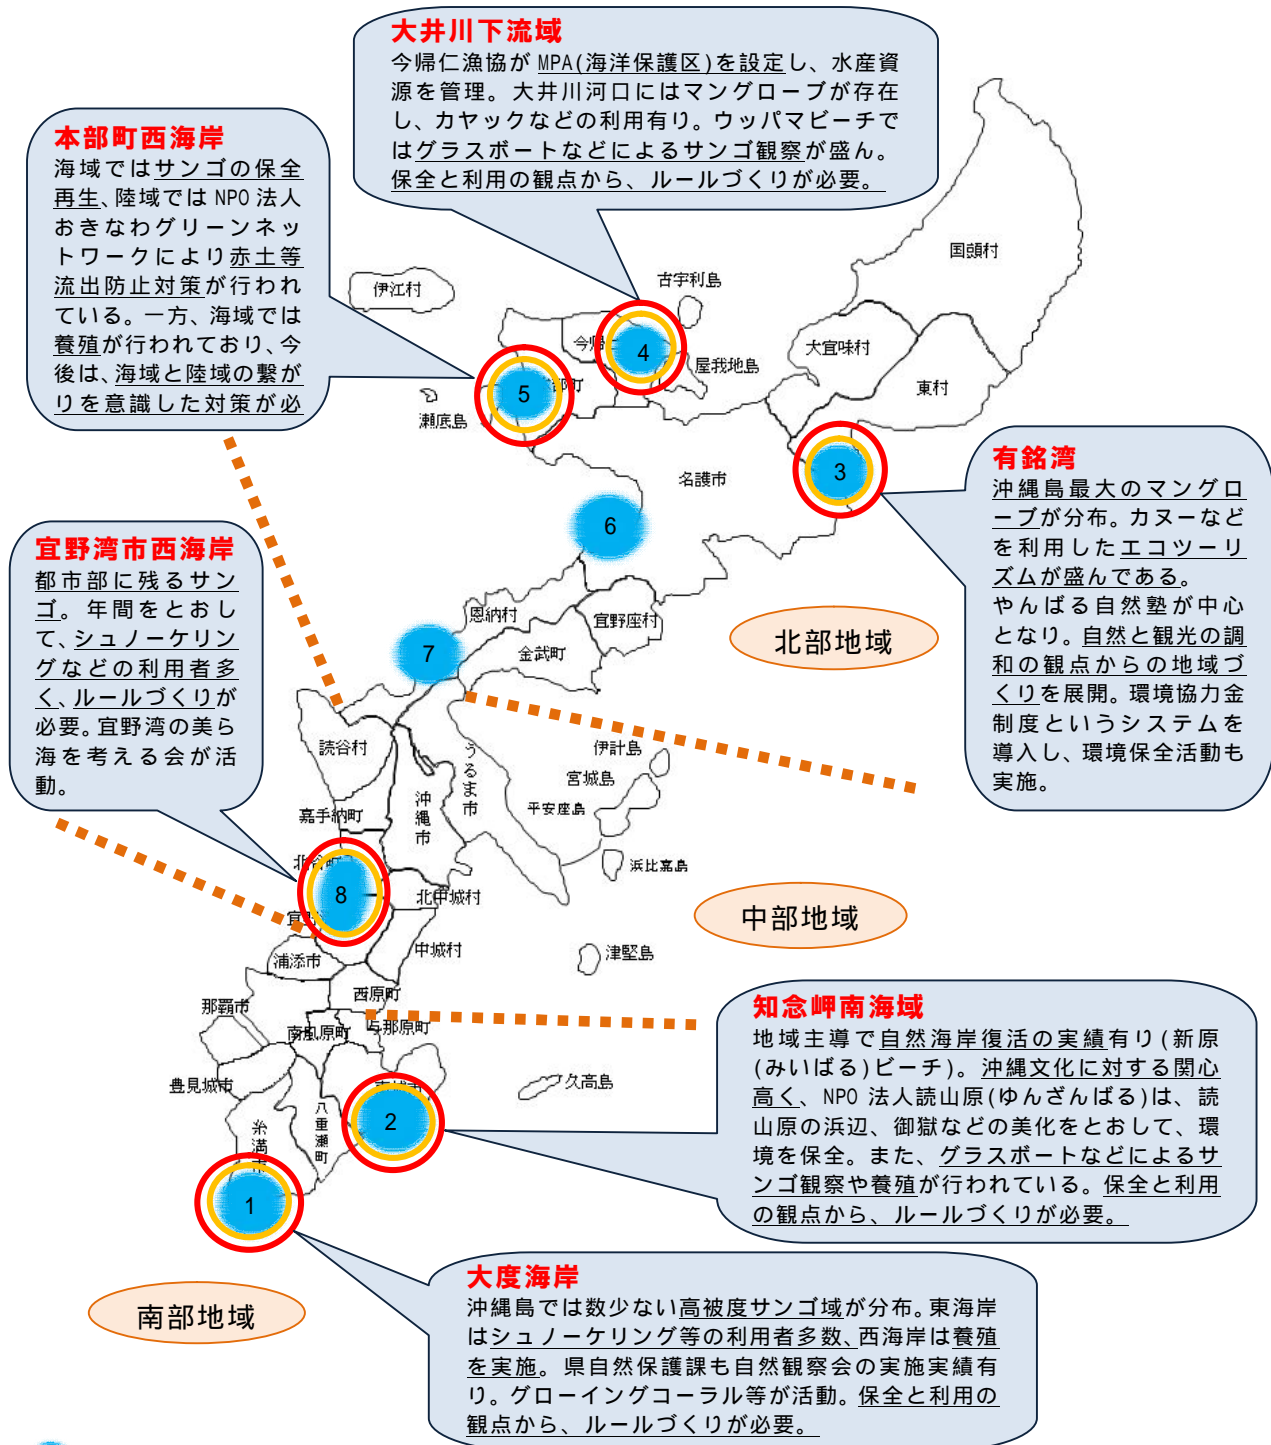 大井川下流域
今帰仁漁協が MPA(海洋保護区)を設定し、水産資
源を管理。大井川河口にはマングローブが存在
し、カヤックなどの利用有り。ウッパマビーチで
はグラスボートなどによるサンゴ観察が盛ん。
保全と利用の観点から、ルールづくりが必要。
本部町西海岸
海域ではサンゴの保全
再生、陸域では NPO 法人
おきなわグリーンネッ
トワークにより赤土等
流出防止対策が行われ
ている。一方、海域では
養殖が行われており、今
後は、海域と陸域の繋が
りを意識した対策が必
国頭村
古宇利島
伊江村
今帰
4
大宜味村
屋我地島
東村
5
部町
瀬底島
名護市
3
有銘湾
沖縄島最大のマングロ
ーブが分布。カヌーなど
を利用したエコツーリ
ズムが盛んである。
やんばる自然塾が中心
となり。自然と観光の調
和の観点からの地域づ
くりを展開。環境協力金
制度というシステムを
導入し、環境保全活動も
実施。
6
宜野湾市西海岸
都市部に残るサン
ゴ。年間をとおし
て、シュノーケリン
グなどの利用者多
く、ルールづくりが
必要。宜野湾の美ら
海を考える会が活
動。
恩納村
宜野座村
北部地域
7
金武町
読谷村
うるま市
伊計島
宮城島
平安座島
嘉手納町
沖縄市
北谷町
浜比嘉島
8
北中城村
宜野
中部地域
中城村
浦添市
津堅島
西原町
那覇市
南風原町
与那原町
知念岬南海域
地域主導で自然海岸復活の実績有り(新原
(みいばる)ビーチ)。沖縄文化に対する関心
高く、NPO 法人読山原(ゆんざんばる)は、読
山原の浜辺、御嶽などの美化をとおして、環
境を保全。また、グラスボートなどによるサ
ンゴ観察や養殖が行われている。保全と利用
の観点から、ルールづくりが必要。
豊見城市
南城市
久高島
八重瀬町
2
糸満市
1
南部地域
大度海岸
沖縄島では数少ない高被度サンゴ域が分布。東海岸
はシュノーケリング等の利用者多数、西海岸は養殖
を実施。県自然保護課も自然観察会の実施実績有
り。グローイングコーラル等が活動。保全と利用の
観点から、ルールづくりが必要。